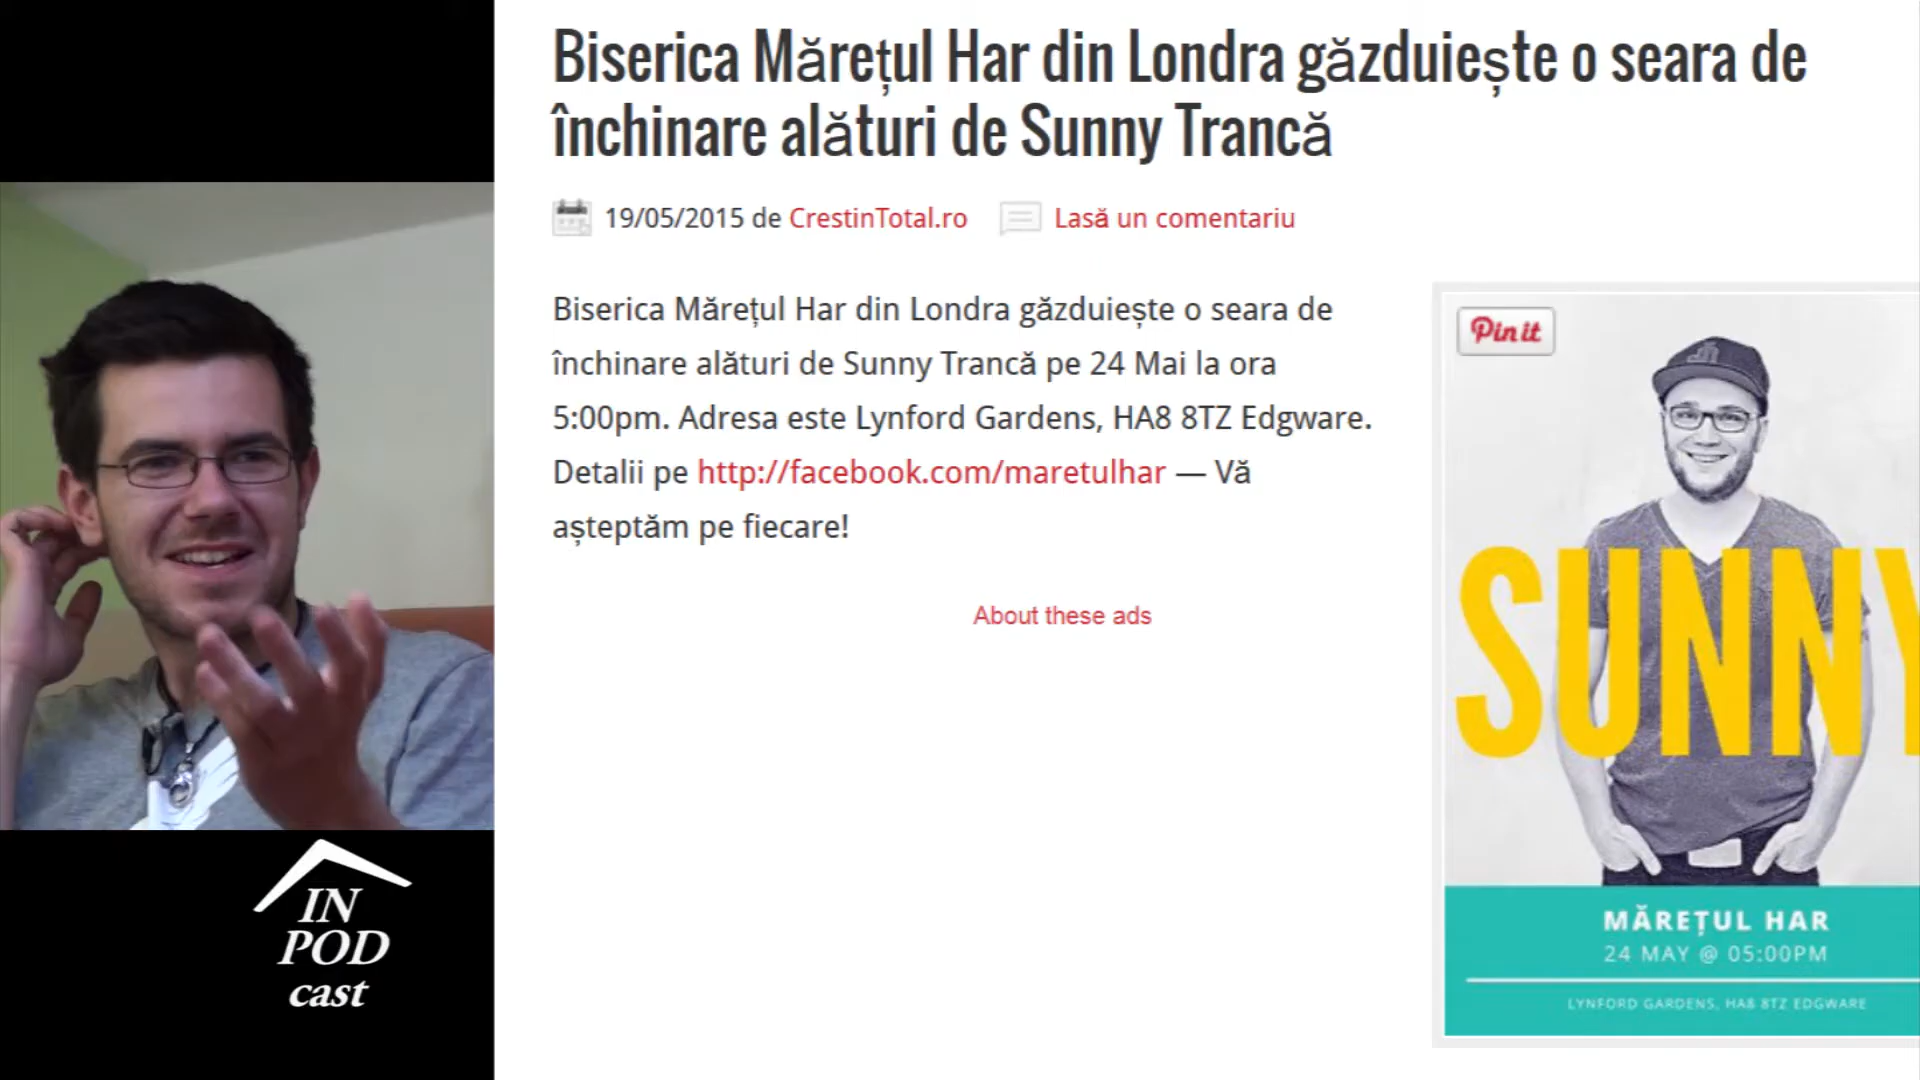 Biserica Mărețul Har din Londra găzduiește o seara de
închinare alături de Sunny Trancă
19/05/2015 de CrestinTotal.ro Lasă un comentariu
Biserica Mărețul Har din Londra găzduiește o seara de
închinare alături de Sunny Trancă pe 24 Mai la ora
5:00pm. Adresa este Lynford Gardens, HA8 8TZ Edgware.
Detalii pe http://facebook.com/maretulhar — Vă
așteptăm pe fiecare!
About these ads
Pin it
SUNNY
MĂREȚUL HAR
24 MAY @ 05:00PM
LYNFORD GARDENS, HA8 8TZ EDGWARE
IN
POD
cast